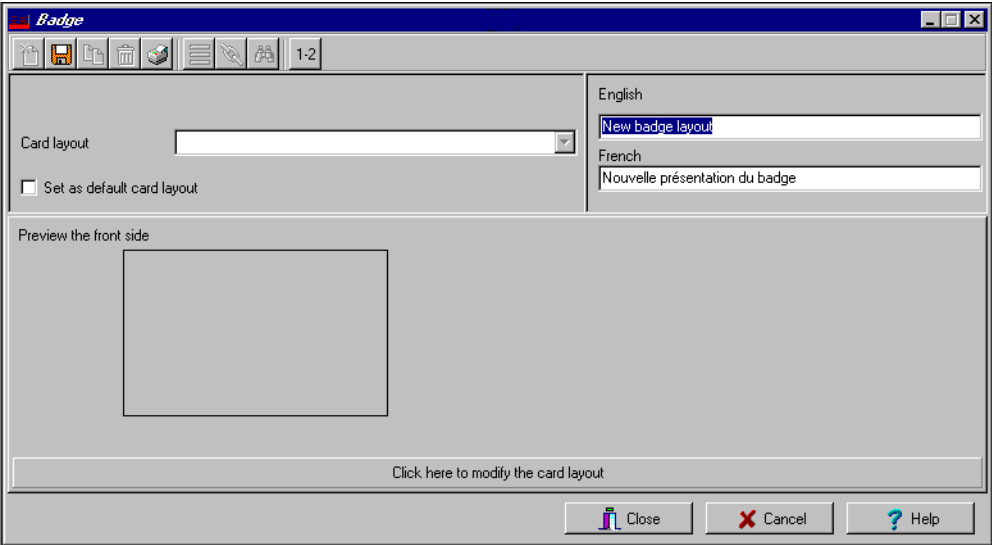 Badge
1-2
English
New badge layout
Card layout
French
Nouvelle présentation du badge
Set as default card layout
Preview the front side
Click here to modify the card layout
Close
Cancel
Help